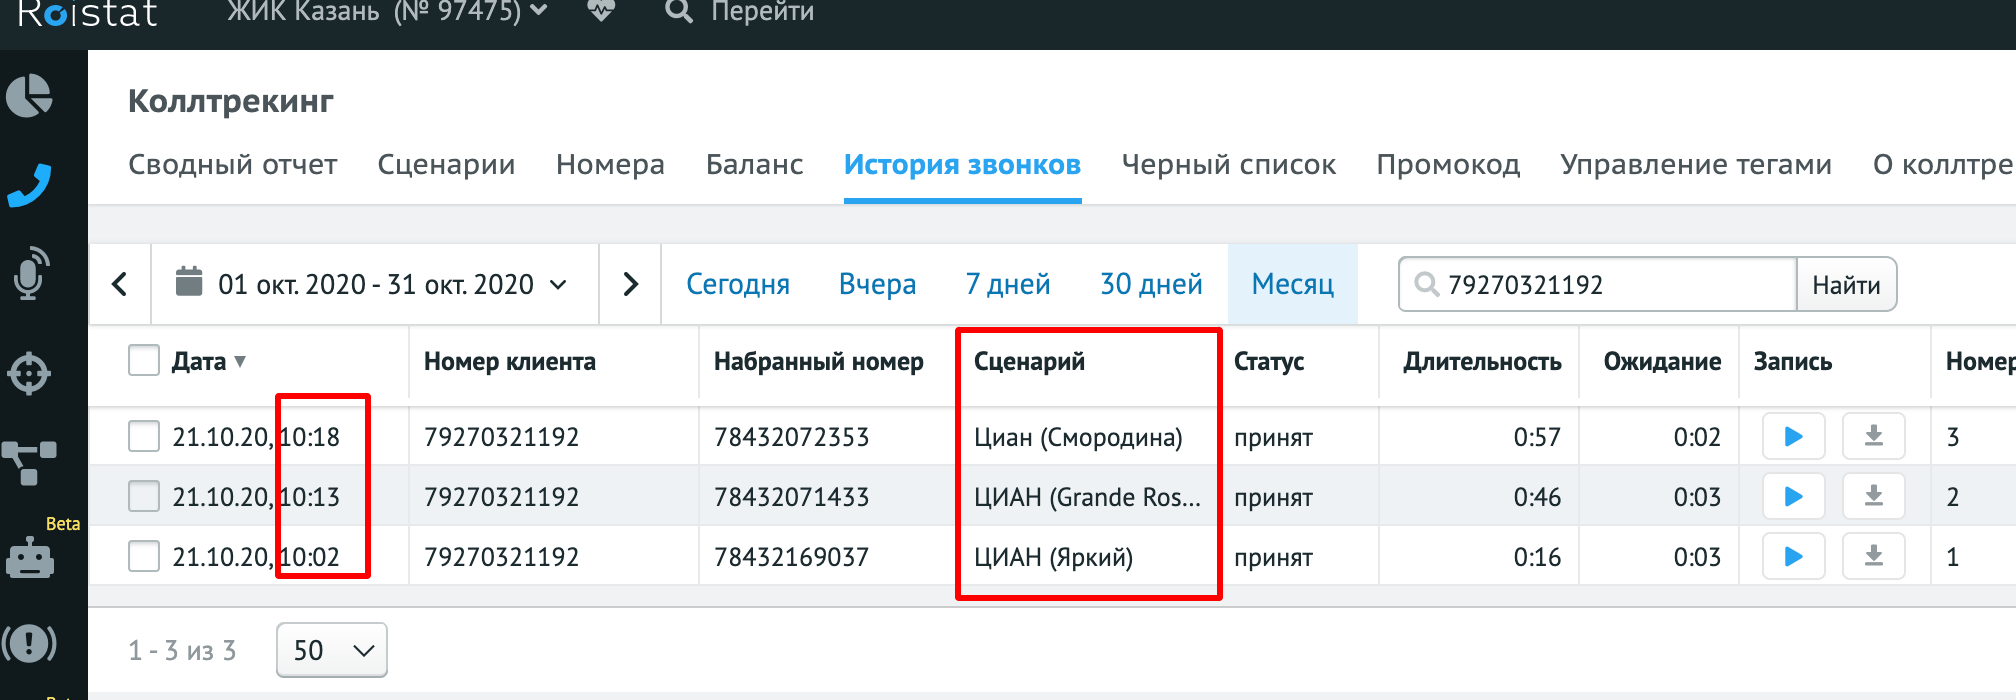 Roistat ЖИК Казань (№ 97475) Перейти
Коллтрекинг
Сводный отчет Сценарии Номера Баланс История звонков Черный список Промокод Управление тегами О коллтре
01 окт. 2020 - 31 окт. 2020 Сегодня Вчера 7 дней 30 дней Месяц 79270321192 Найти
Дата Номер клиента Набранный номер Сценарий Статус Длительность Ожидание Запись Номер
21.10.20, 10:18 79270321192 78432072353 Циан (Смородина) принят 0:57 0:02 3
21.10.20, 10:13 79270321192 78432071433 ЦИАН (Grande Ros... принят 0:46 0:03 2
21.10.20, 10:02 79270321192 78432169037 ЦИАН (Яркий) принят 0:16 0:03 1
Beta
1 - 3 из 3 50